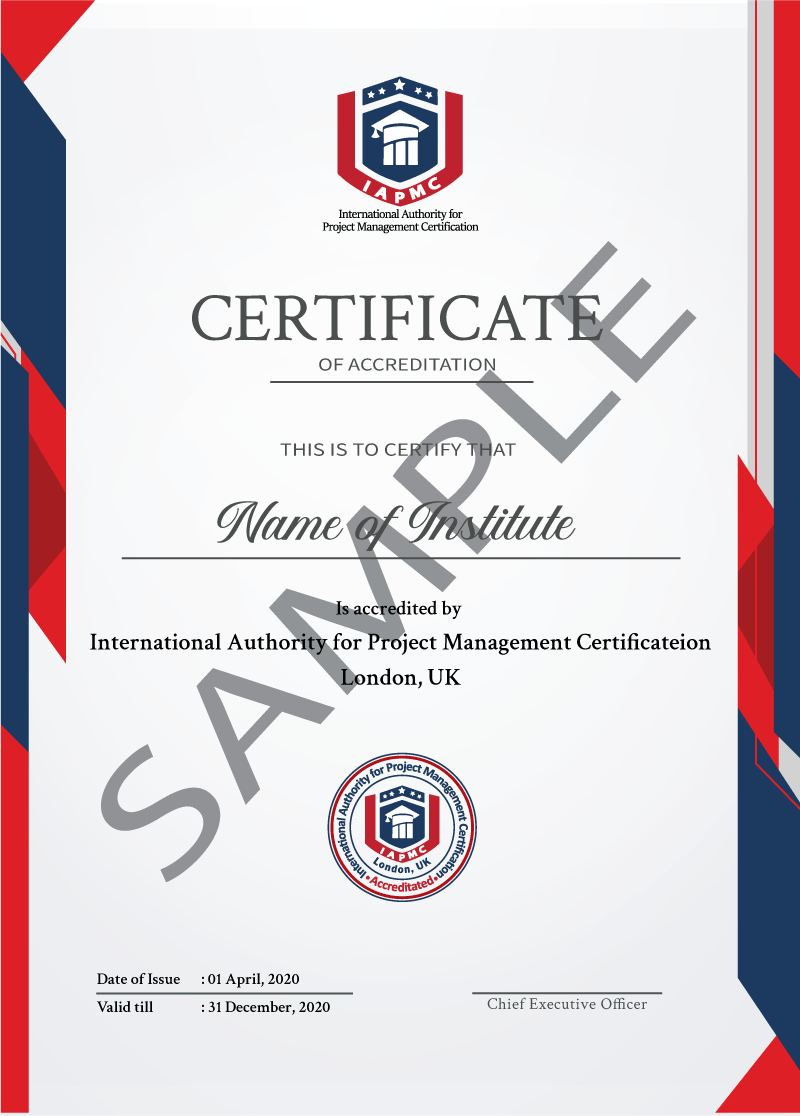 IAPMC
International Authority for
Project Management Certification
CERTIFICATE
OF ACCREDITATION
THIS IS TO CERTIFY THAT
Name of Institute
Is accredited by
International Authority for Project Management Certificateion
London, UK
SAMPLE
International Authority for Project Management Certification
IAPMC
London, UK
• Accredited •
Date of Issue : 01 April, 2020
Valid till : 31 December, 2020
Chief Executive Officer